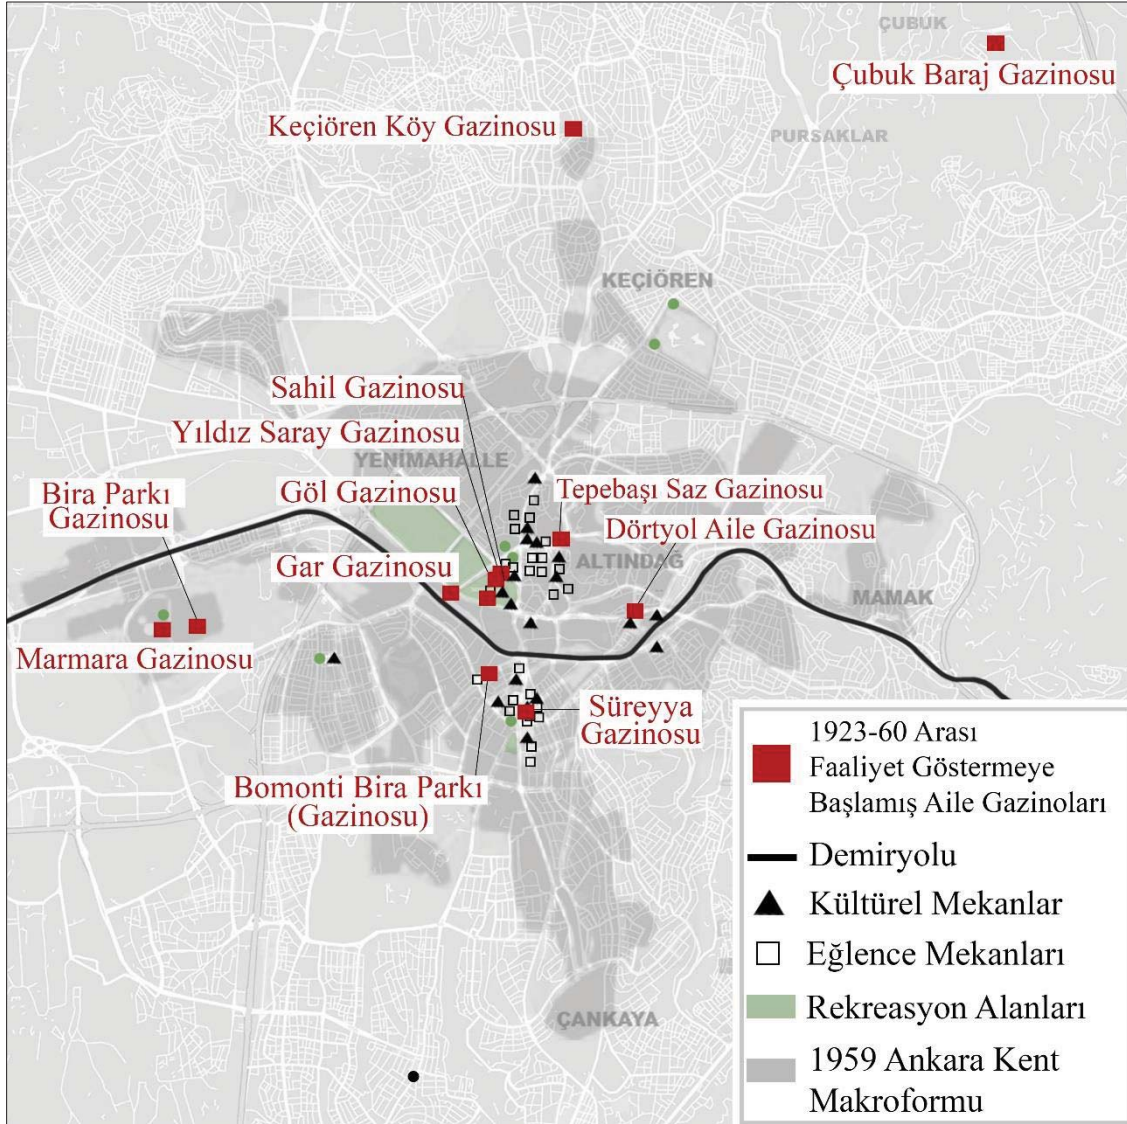 ÇUBUK
Çubuk Baraj Gazinosu
Keçiören Köy Gazinosu
PURSAKLAR
KEÇİÖREN
Sahil Gazinosu
Yıldız Saray Gazinosu
YENİMAHALLE
Göl Gazinosu
Bira Parkı
Gazinosu
Tepebaşı Saz Gazinosu
Dörtyol Aile Gazinosu
Gar Gazinosu
ALTINDAĞ
MAMAK
Marmara Gazinosu
Süreyya
Gazinosu
Bomonti Bira Parkı
(Gazinosu)
ÇANKAYA
1923-60 Arası
Faaliyet Göstermeye
Başlamış Aile Gazinoları
Demiryolu
Kültürel Mekanlar
Eğlence Mekanları
Rekreasyon Alanları
1959 Ankara Kent
Makroformu